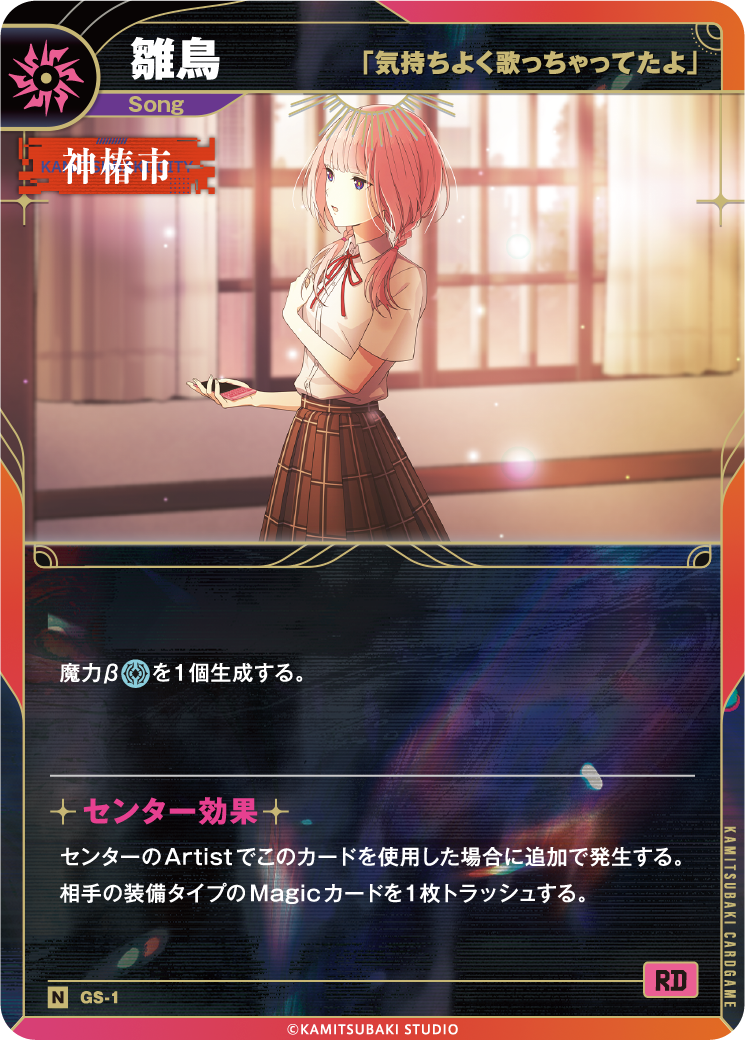 雛鳥
「気持ちよく歌っちゃってたよ」
Song
神椿市
魔力βを1個生成する。
センター効果
センターのArtistでこのカードを使用した場合に追加で発生する。
相手の装備タイプのMagicカードを1枚トラッシュする。
KAMITSUBAKI CARDGAME
RD
N GS-1
©KAMITSUBAKI STUDIO